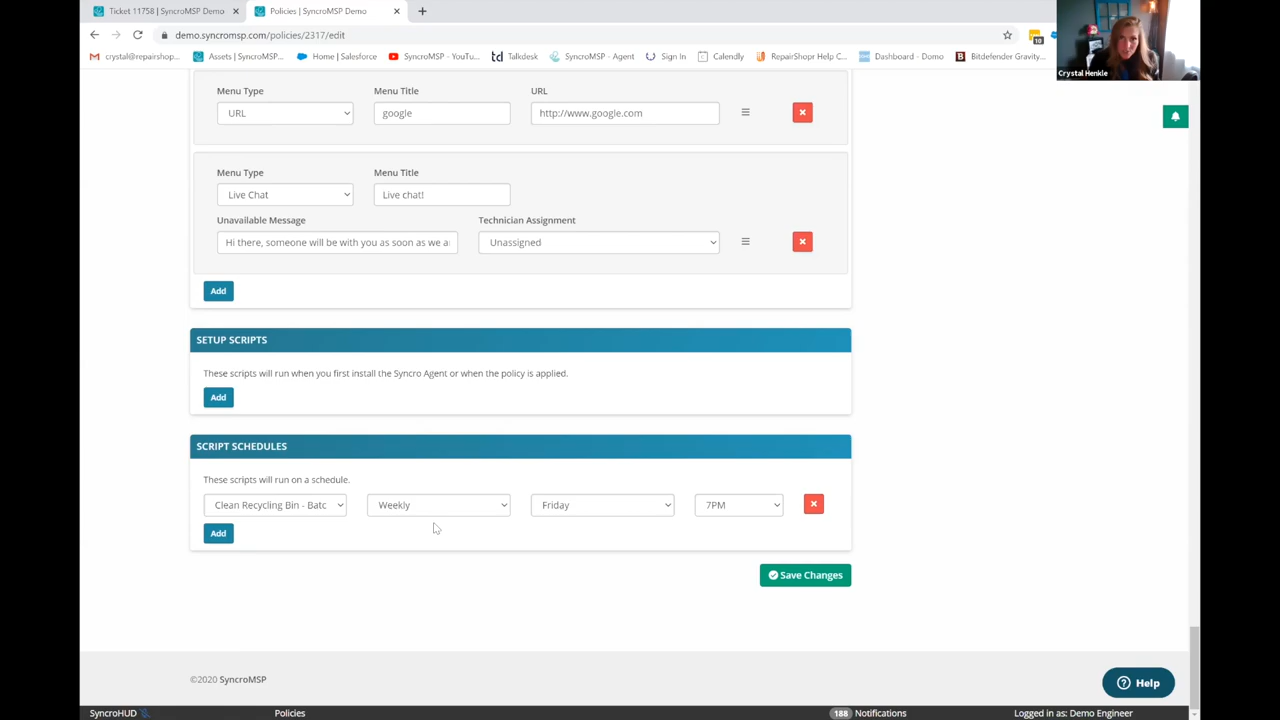 Ticket 11758 | SyncroMSP Demo
Policies | SyncroMSP Demo
demo.syncromsp.com/policies/2317/edit
crystal@repairshop...
Assets | SyncroMSP...
Home | Salesforce
SyncroMSP - YouTu...
Talkdesk
SyncroMSP - Agent
Sign In
Calendly
RepairShopr Help C...
Dashboard - Domo
Bitdefender Gravity...
10
Crystal Henkle
Menu Type
Menu Title
URL
URL
google
http://www.google.com
Menu Type
Menu Title
Live Chat
Live chat!
Unavailable Message
Technician Assignment
Hi there, someone will be with you as soon as we a
Unassigned
Add
SETUP SCRIPTS
These scripts will run when you first install the Syncro Agent or when the policy is applied.
Add
SCRIPT SCHEDULES
These scripts will run on a schedule.
Clean Recycling Bin - Batc
Weekly
Friday
7PM
Add
Save Changes
©2020 SyncroMSP
Help
SyncroHUD
Policies
188 Notifications
Logged in as: Demo Engineer